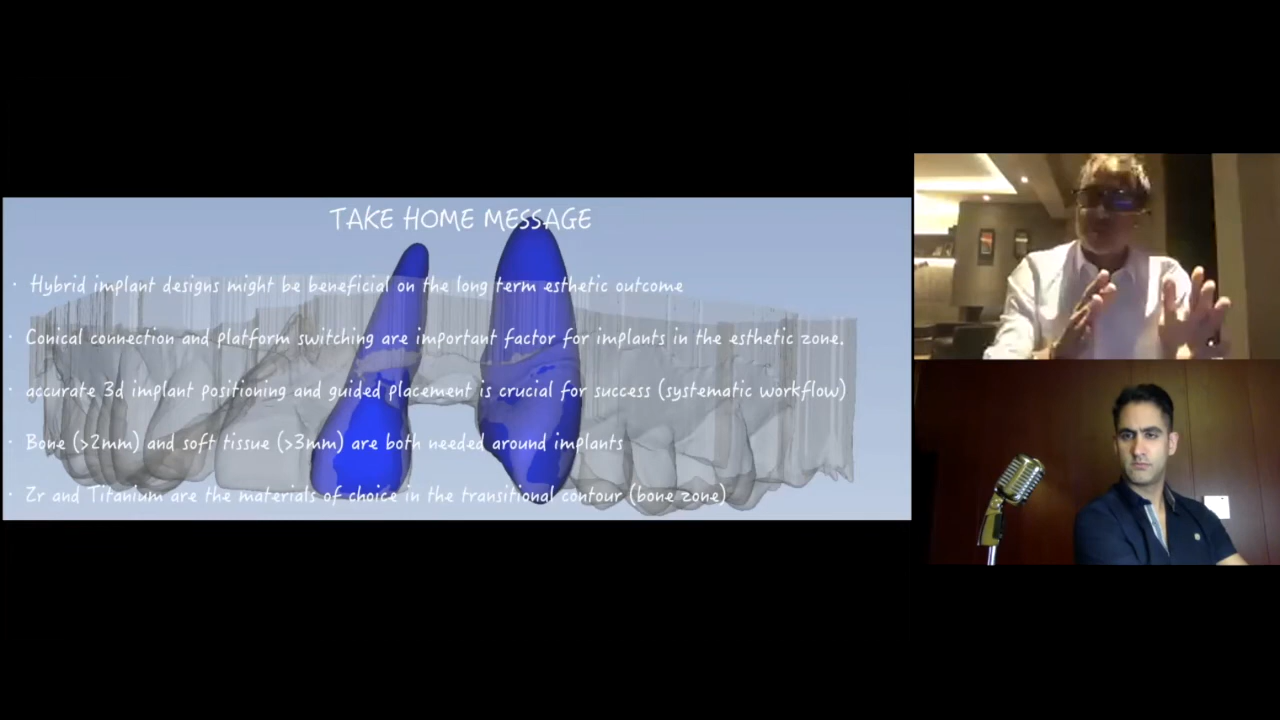 TAKE HOME MESSAGE
· Hybrid implant designs might be beneficial on the long term esthetic outcome
· Conical connection and platform switching are important factor for implants in the esthetic zone.
· accurate 3d implant positioning and guided placement is crucial for success (systematic workflow)
· Bone (>2mm) and soft tissue (>3mm) are both needed around implants
· Zr and Titanium are the materials of choice in the transitional contour (bone zone)